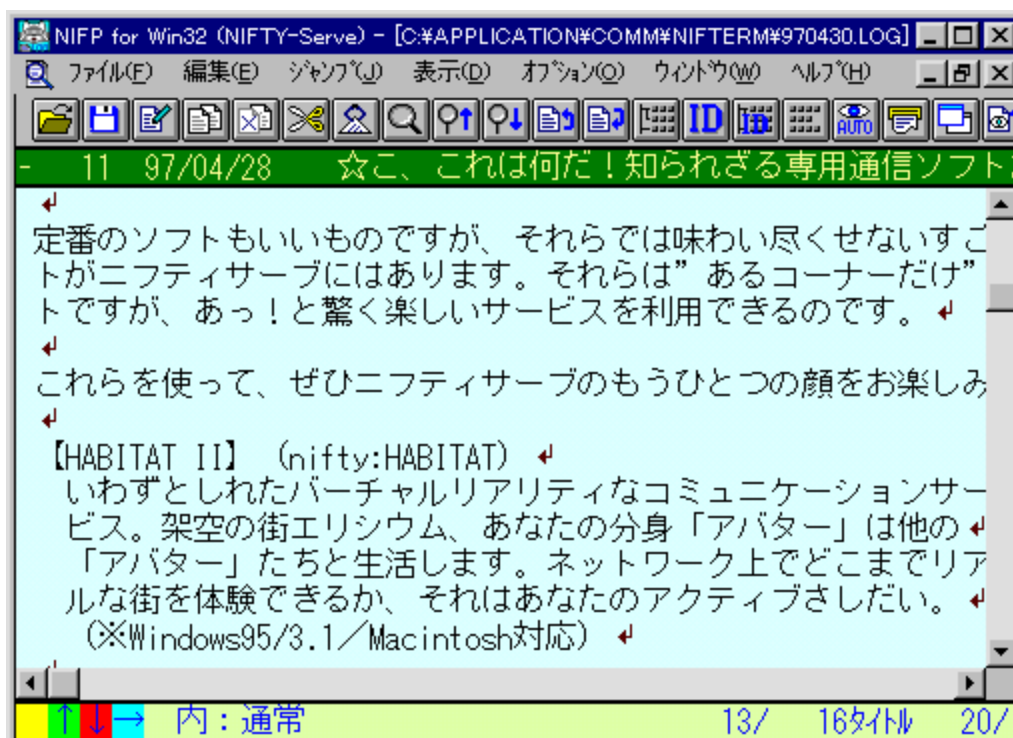 NIFP for Win32 (NIFTY-Serve) - [C:¥APPLICATION¥COMM¥NIFTERM¥970430.LOG]
ﾌｧｲﾙ(F) 編集(E) ｼﾞｬﾝﾌﾟ(J) 表示(D) ｵﾌﾟｼｮﾝ(O) ｳｨﾝﾄﾞｳ(W) ﾍﾙﾌﾟ(H)
ID ID AUTO
- 11 97/04/28 ☆こ、これは何だ！知られざる専用通信ソフト
定番のソフトもいいものですが、それらでは味わい尽くせないすご
トがニフティサーブにはあります。それらは”あるコーナーだけ”
トですが、あっ！と驚く楽しいサービスを利用できるのです。
これらを使って、ぜひニフティサーブのもうひとつの顔をお楽しみ
【HABITAT II】 (nifty:HABITAT)
いわずとしれたバーチャルリアリティなコミュニケーションサー
ビス。架空の街エリシウム、あなたの分身「アバター」は他の
「アバター」たちと生活します。ネットワーク上でどこまでリア
ルな街を体験できるか、それはあなたのアクティブさしだい。
(※Windows95/3.1／Macintosh対応)
↑ ↓ → 内：通常 13/ 16ﾀｲﾄﾙ 20/